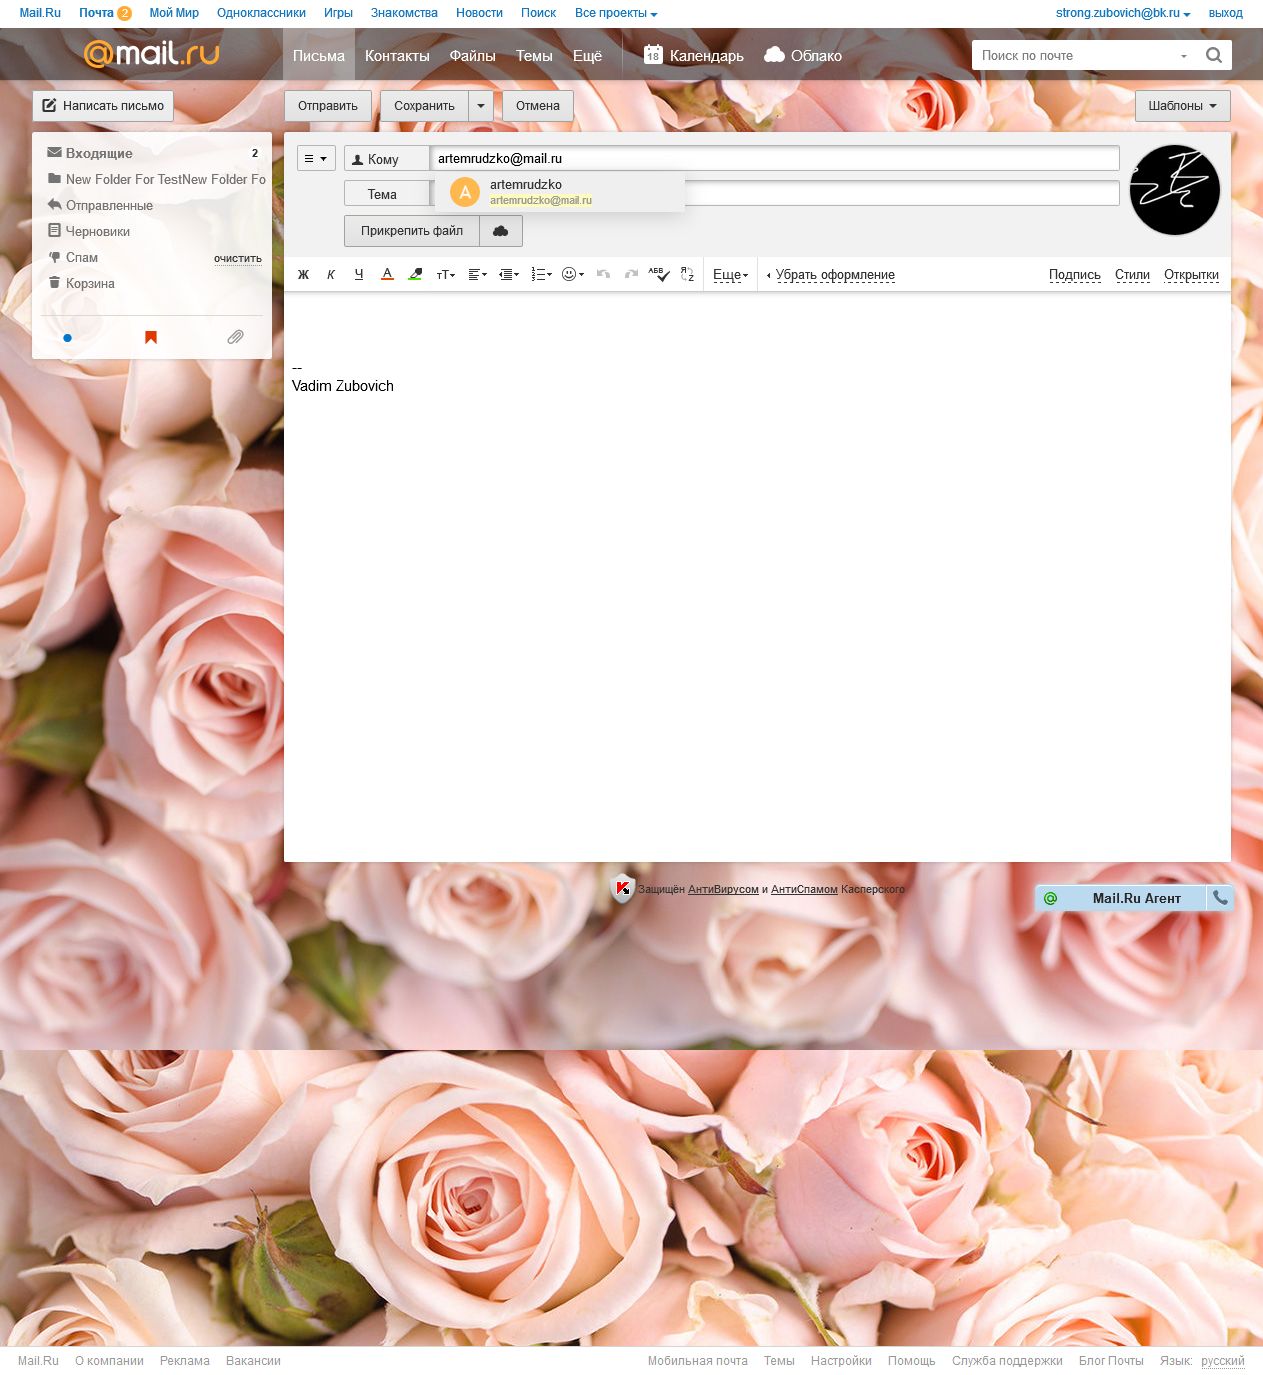 Mail.Ru Почта 2 Мой Мир Одноклассники Игры Знакомства Новости Поиск Все проекты strong.zubovich@bk.ru выход
@mail.ru Письма Контакты Файлы Темы Ещё 18 Календарь Облако Поиск по почте
Написать письмо Отправить Сохранить Отмена Шаблоны
Входящие 2
New Folder For TestNew Folder Fo
Отправленные
Черновики
Спам очистить
Корзина
Кому artemrudzko@mail.ru
A artemrudzko
artemrudzko@mail.ru
Тема
Прикрепить файл
Ж К Ч А тТ АБВ Я Z Еще Убрать оформление Подпись Стили Открытки
--
Vadim Zubovich
Защищён АнтиВирусом и АнтиСпамом Касперского
@ Mail.Ru Агент
Mail.Ru О компании Реклама Вакансии Мобильная почта Темы Настройки Помощь Служба поддержки Блог Почты Язык: русский